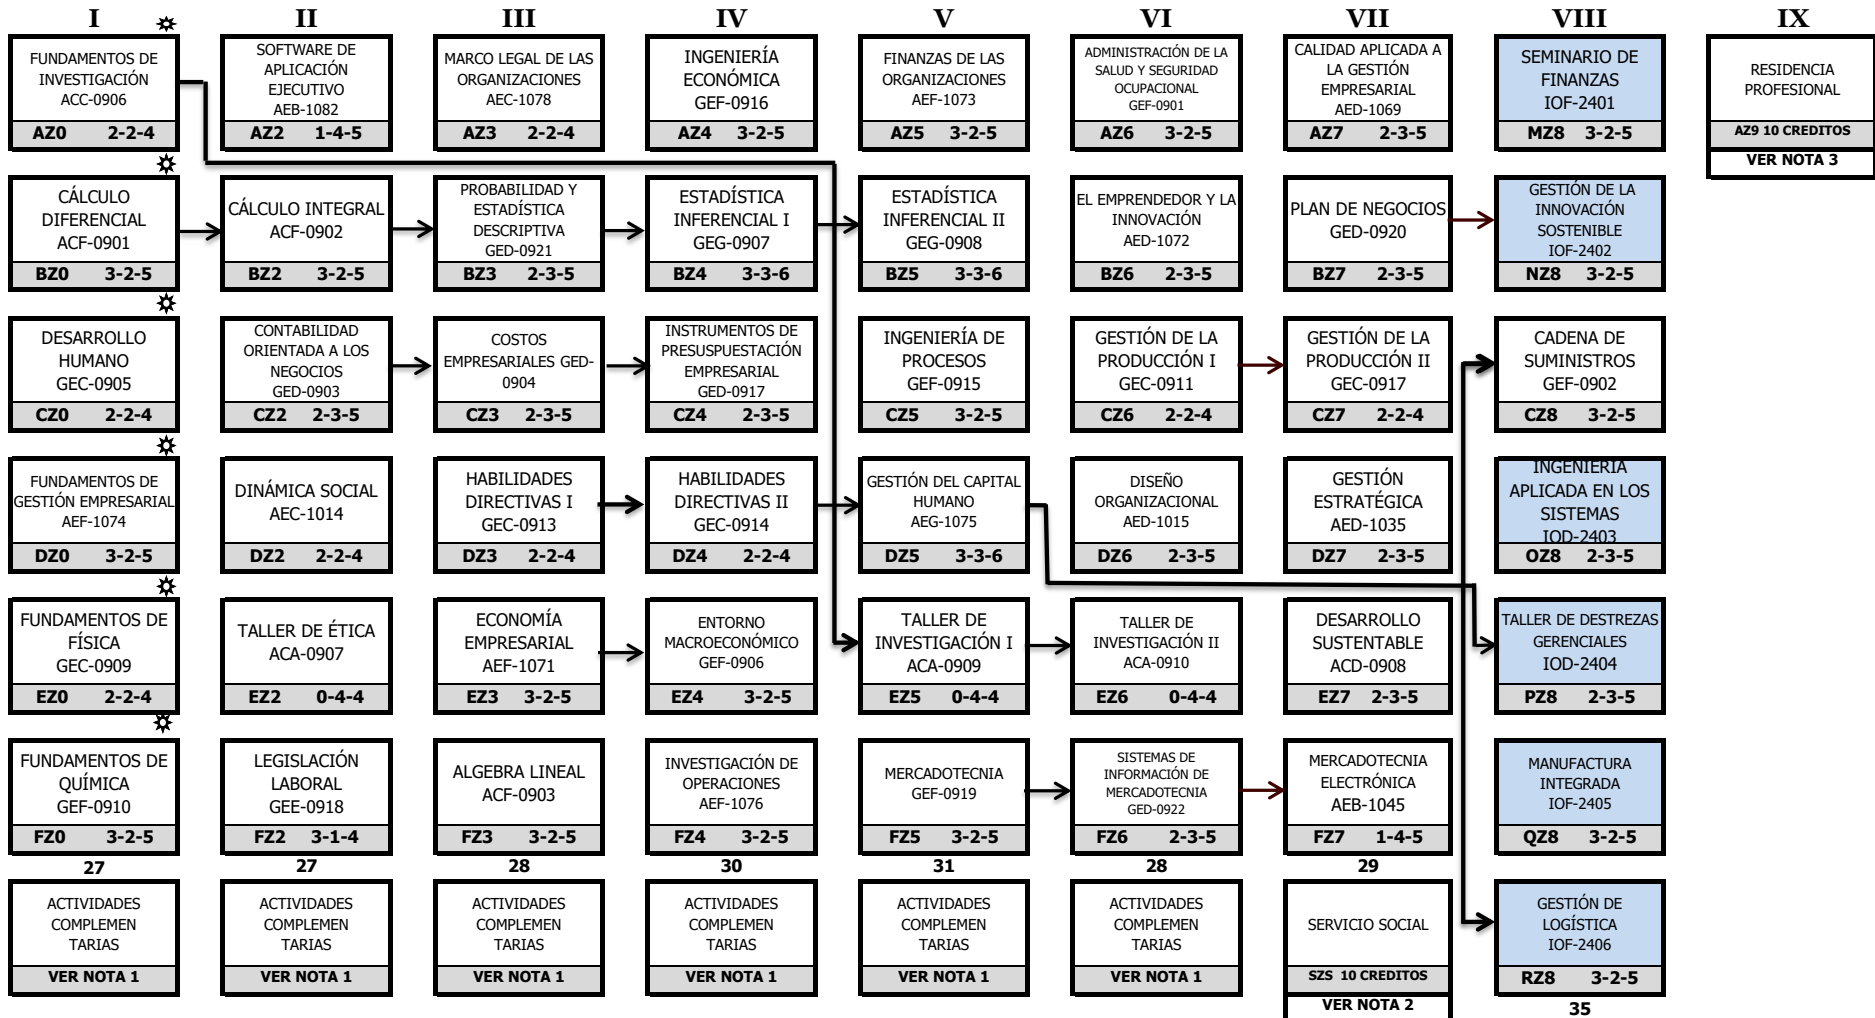 I II III IV V VI VII VIII IX
FUNDAMENTOS DE
INVESTIGACIÓN
ACC-0906
AZ0 2-2-4
SOFTWARE DE
APLICACIÓN
EJECUTIVO
AEB-1082
AZ2 1-4-5
MARCO LEGAL DE LAS
ORGANIZACIONES
AEC-1078
AZ3 2-2-4
INGENIERÍA
ECONÓMICA
GEF-0916
AZ4 3-2-5
FINANZAS DE LAS
ORGANIZACIONES
AEF-1073
AZ5 3-2-5
ADMINISTRACIÓN DE LA
SALUD Y SEGURIDAD
OCUPACIONAL
GEF-0901
AZ6 3-2-5
CALIDAD APLICADA A
LA GESTIÓN
EMPRESARIAL
AED-1069
AZ7 2-3-5
SEMINARIO DE
FINANZAS
IOF-2401
MZ8 3-2-5
RESIDENCIA
PROFESIONAL
AZ9 10 CREDITOS
VER NOTA 3
CÁLCULO
DIFERENCIAL
ACF-0901
BZ0 3-2-5
CÁLCULO INTEGRAL
ACF-0902
BZ2 3-2-5
PROBABILIDAD Y
ESTADÍSTICA
DESCRIPTIVA
GED-0921
BZ3 2-3-5
ESTADÍSTICA
INFERENCIAL I
GEG-0907
BZ4 3-3-6
ESTADÍSTICA
INFERENCIAL II
GEG-0908
BZ5 3-3-6
EL EMPRENDEDOR Y LA
INNOVACIÓN
AED-1072
BZ6 2-3-5
PLAN DE NEGOCIOS
GED-0920
BZ7 2-3-5
GESTIÓN DE LA
INNOVACIÓN
SOSTENIBLE
IOF-2402
NZ8 3-2-5
DESARROLLO
HUMANO
GEC-0905
CZ0 2-2-4
CONTABILIDAD
ORIENTADA A LOS
NEGOCIOS
GED-0903
CZ2 2-3-5
COSTOS
EMPRESARIALES GED-
0904
CZ3 2-3-5
INSTRUMENTOS DE
PRESUSPUESTACIÓN
EMPRESARIAL
GED-0917
CZ4 2-3-5
INGENIERÍA DE
PROCESOS
GEF-0915
CZ5 3-2-5
GESTIÓN DE LA
PRODUCCIÓN I
GEC-0911
CZ6 2-2-4
GESTIÓN DE LA
PRODUCCIÓN II
GEC-0917
CZ7 2-2-4
CADENA DE
SUMINISTROS
GEF-0902
CZ8 3-2-5
FUNDAMENTOS DE
GESTIÓN EMPRESARIAL
AEF-1074
DZ0 3-2-5
DINÁMICA SOCIAL
AEC-1014
DZ2 2-2-4
HABILIDADES
DIRECTIVAS I
GEC-0913
DZ3 2-2-4
HABILIDADES
DIRECTIVAS II
GEC-0914
DZ4 2-2-4
GESTIÓN DEL CAPITAL
HUMANO
AEG-1075
DZ5 3-3-6
DISEÑO
ORGANIZACIONAL
AED-1015
DZ6 2-3-5
GESTIÓN
ESTRATÉGICA
AED-1035
DZ7 2-3-5
INGENIERIA
APLICADA EN LOS
SISTEMAS
IOD-2403
OZ8 2-3-5
FUNDAMENTOS DE
FÍSICA
GEC-0909
EZ0 2-2-4
TALLER DE ÉTICA
ACA-0907
EZ2 0-4-4
ECONOMÍA
EMPRESARIAL
AEF-1071
EZ3 3-2-5
ENTORNO
MACROECONÓMICO
GEF-0906
EZ4 3-2-5
TALLER DE
INVESTIGACIÓN I
ACA-0909
EZ5 0-4-4
TALLER DE
INVESTIGACIÓN II
ACA-0910
EZ6 0-4-4
DESARROLLO
SUSTENTABLE
ACD-0908
EZ7 2-3-5
TALLER DE DESTREZAS
GERENCIALES
IOD-2404
PZ8 2-3-5
FUNDAMENTOS DE
QUÍMICA
GEF-0910
FZ0 3-2-5
LEGISLACIÓN
LABORAL
GEE-0918
FZ2 3-1-4
ALGEBRA LINEAL
ACF-0903
FZ3 3-2-5
INVESTIGACIÓN DE
OPERACIONES
AEF-1076
FZ4 3-2-5
MERCADOTECNIA
GEF-0919
FZ5 3-2-5
SISTEMAS DE
INFORMACIÓN DE
MERCADOTECNIA
GED-0922
FZ6 2-3-5
MERCADOTECNIA
ELECTRÓNICA
AEB-1045
FZ7 1-4-5
MANUFACTURA
INTEGRADA
IOF-2405
QZ8 3-2-5
27 27 28 30 31 28 29
ACTIVIDADES
COMPLEMEN
TARIAS
VER NOTA 1
ACTIVIDADES
COMPLEMEN
TARIAS
VER NOTA 1
ACTIVIDADES
COMPLEMEN
TARIAS
VER NOTA 1
ACTIVIDADES
COMPLEMEN
TARIAS
VER NOTA 1
ACTIVIDADES
COMPLEMEN
TARIAS
VER NOTA 1
ACTIVIDADES
COMPLEMEN
TARIAS
VER NOTA 1
SERVICIO SOCIAL
SZS 10 CREDITOS
VER NOTA 2
GESTIÓN DE
LOGÍSTICA
IOF-2406
RZ8 3-2-5
35